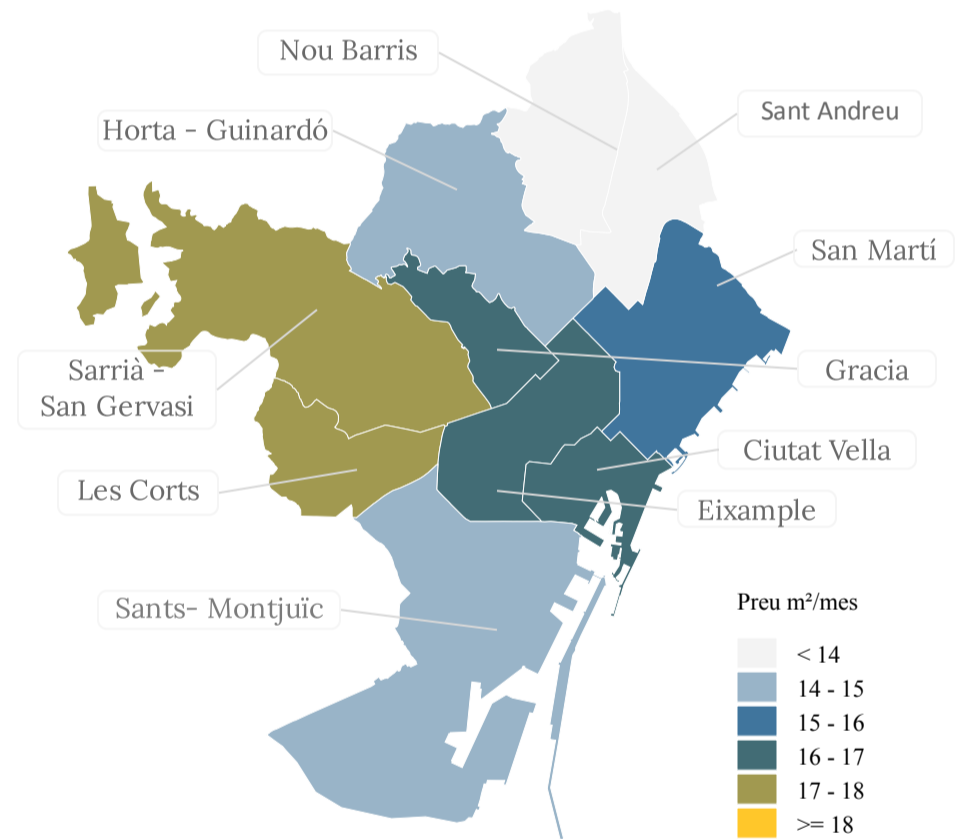 Nou Barris
Sant Andreu
Horta - Guinardó
San Martí
Sarrià -
San Gervasi
Gracia
Ciutat Vella
Les Corts
Eixample
Sants- Montjuïc
Preu m²/mes
< 14
14 - 15
15 - 16
16 - 17
17 - 18
>= 18